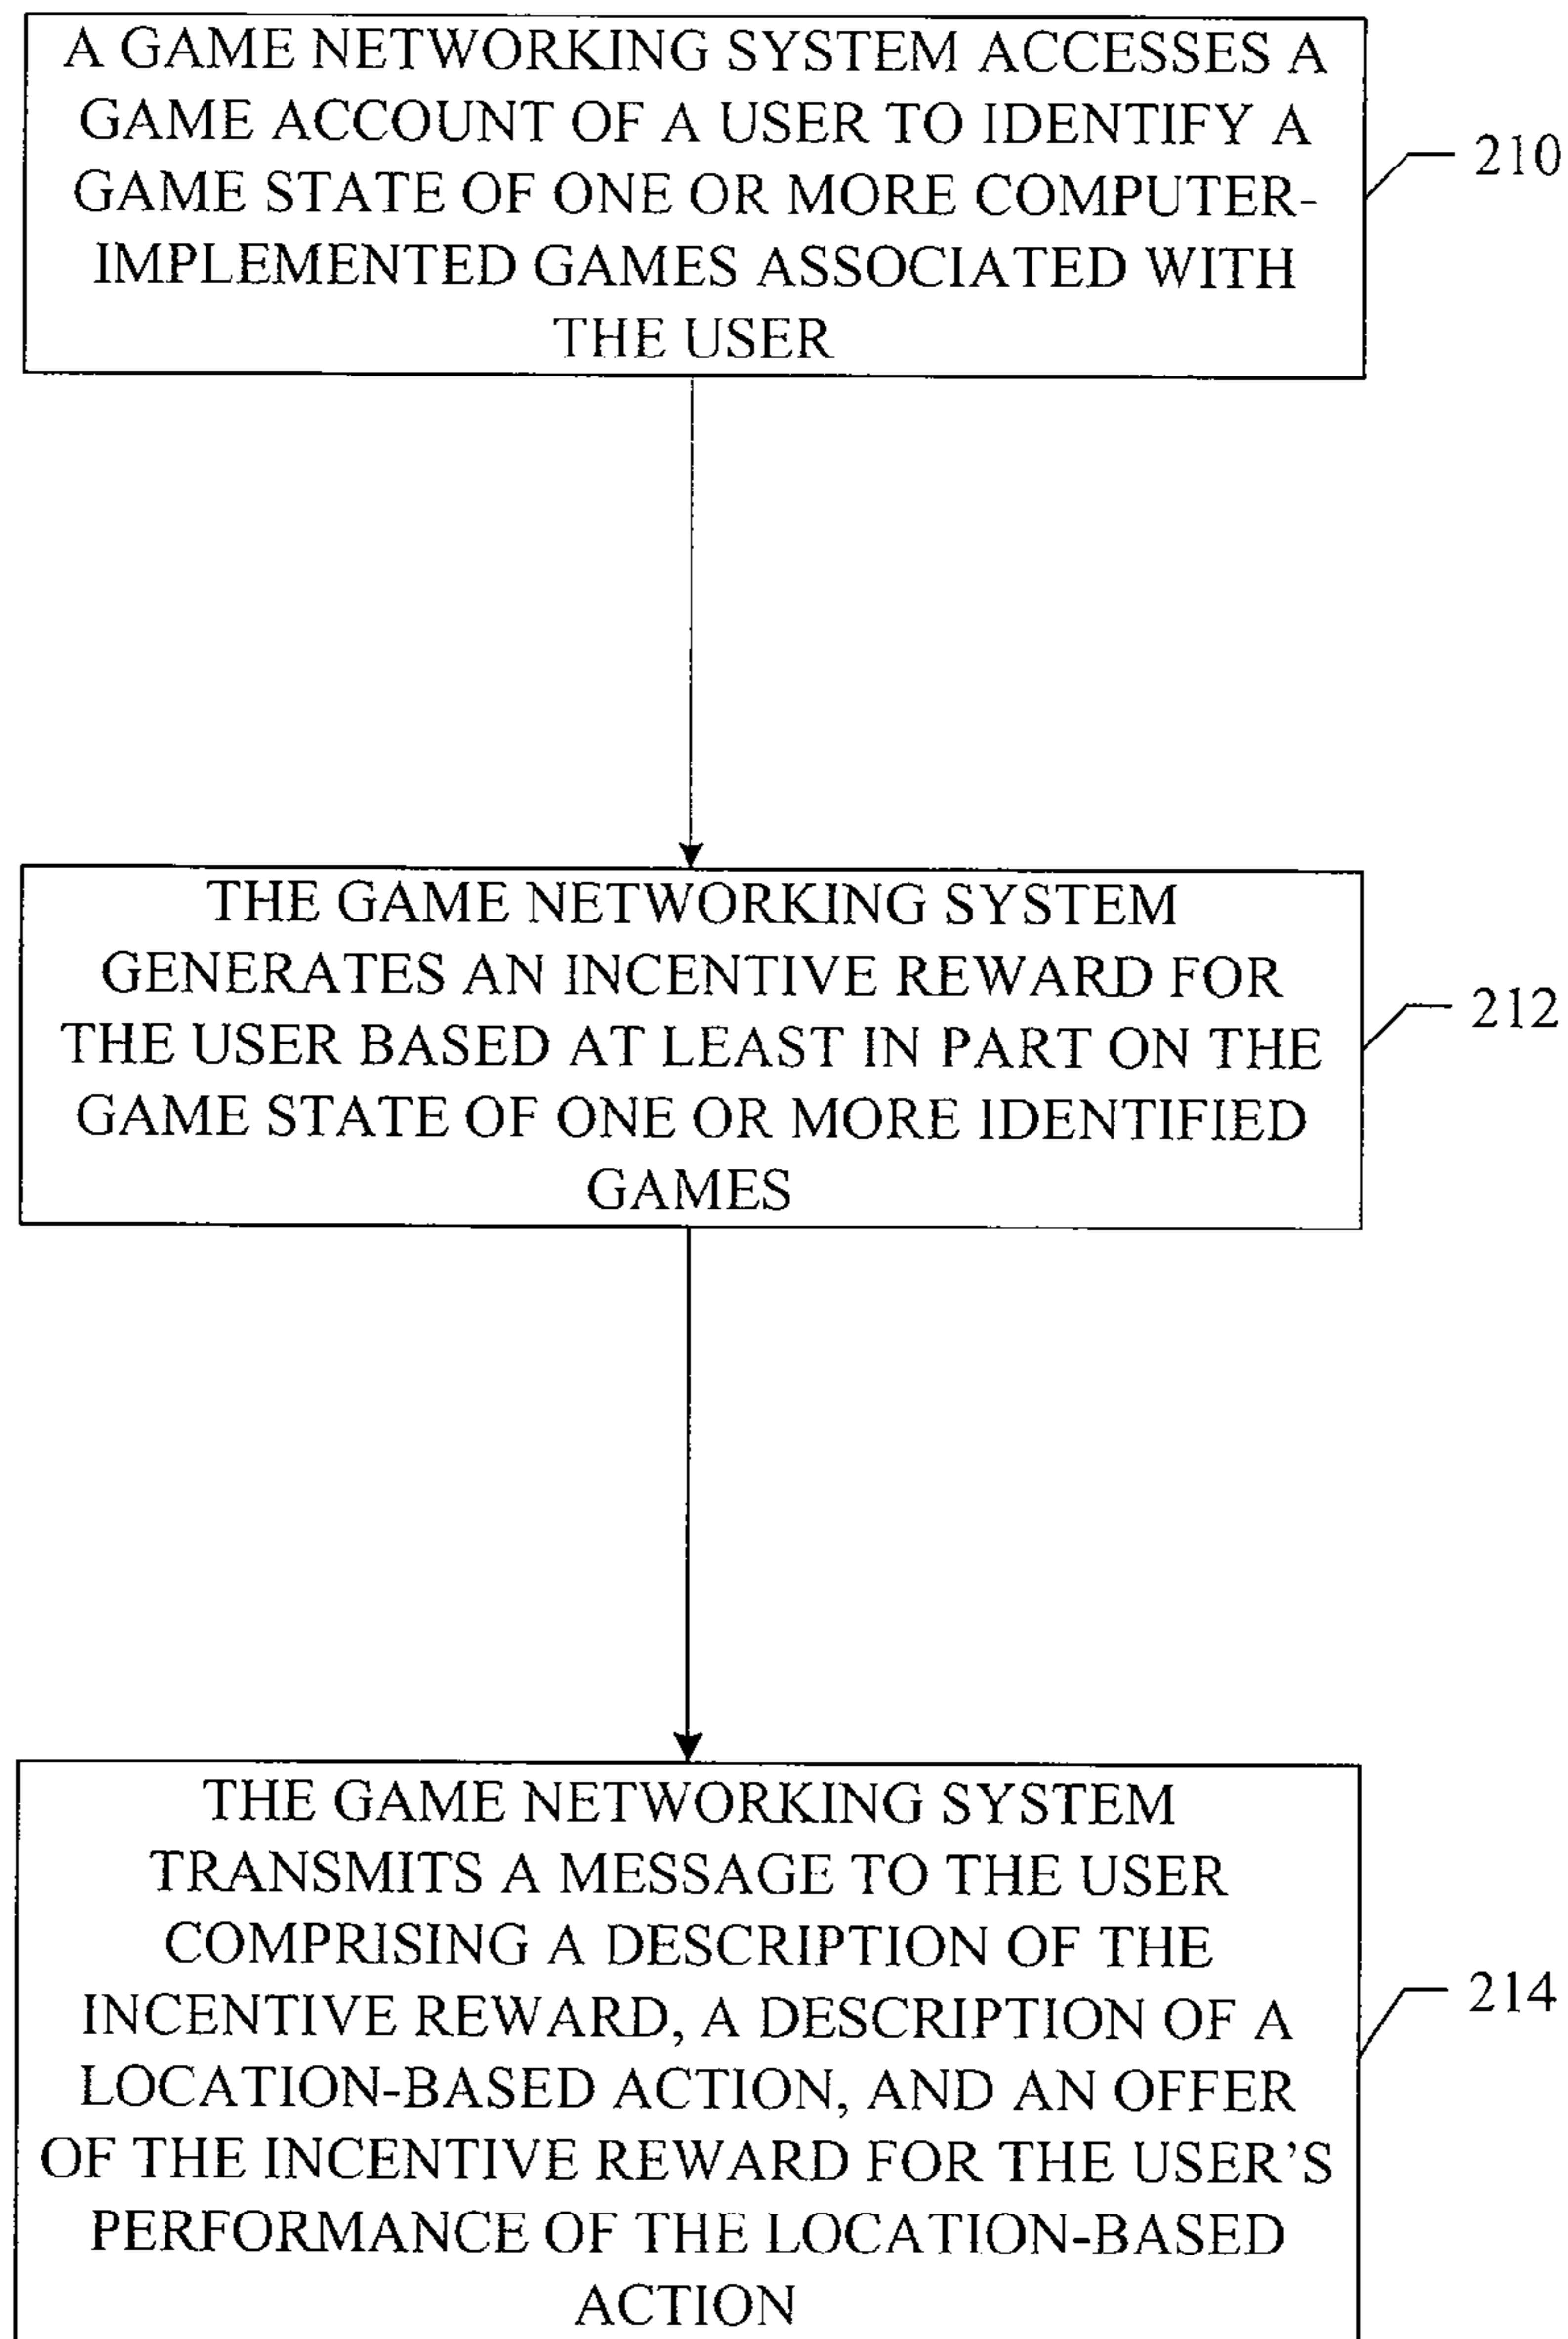 A GAME NETWORKING SYSTEM ACCESSES A
GAME ACCOUNT OF A USER TO IDENTIFY A
GAME STATE OF ONE OR MORE COMPUTER-
IMPLEMENTED GAMES ASSOCIATED WITH
THE USER
210
THE GAME NETWORKING SYSTEM
GENERATES AN INCENTIVE REWARD FOR
THE USER BASED AT LEAST IN PART ON THE
GAME STATE OF ONE OR MORE IDENTIFIED
GAMES
212
THE GAME NETWORKING SYSTEM
TRANSMITS A MESSAGE TO THE USER
COMPRISING A DESCRIPTION OF THE
INCENTIVE REWARD, A DESCRIPTION OF A
LOCATION-BASED ACTION, AND AN OFFER
OF THE INCENTIVE REWARD FOR THE USER’S
PERFORMANCE OF THE LOCATION-BASED
ACTION
214